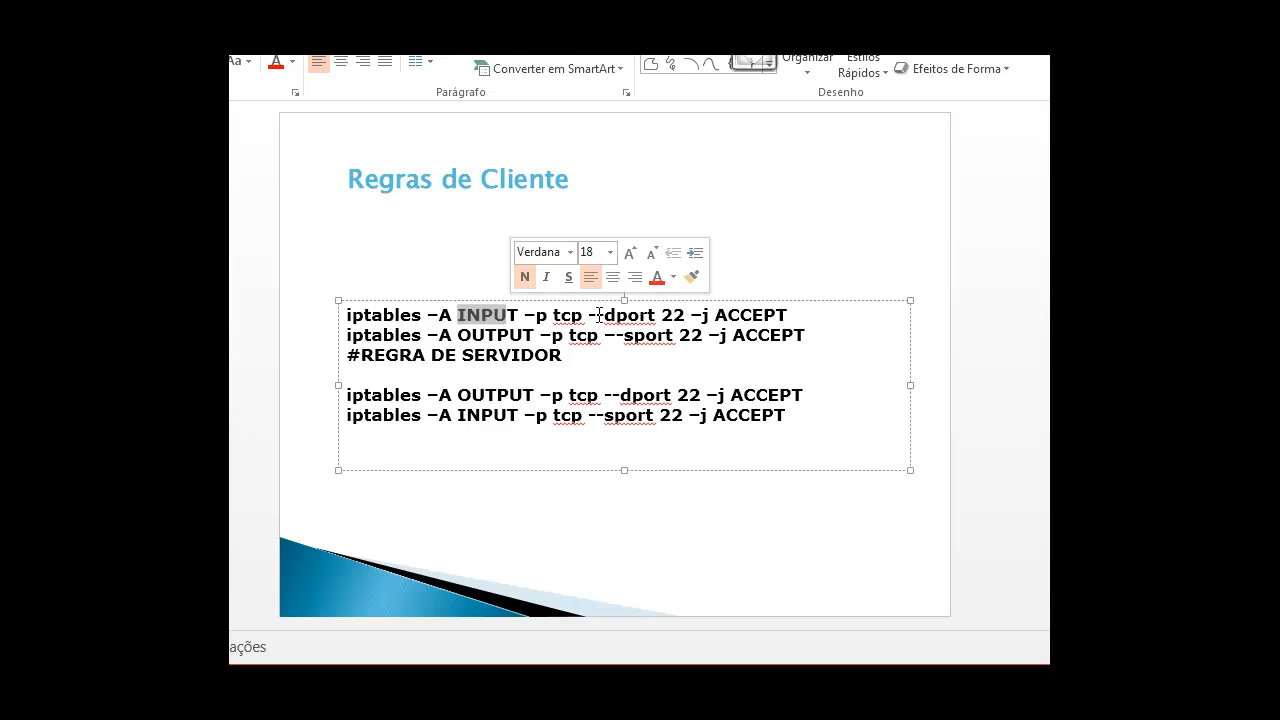 Aa
A
Converter em SmartArt
Organizar
Estilos
Rápidos
Efeitos de Forma
Parágrafo
Desenho
Regras de Cliente
Verdana 18 A A
N I S A
iptables –A INPUT –p tcp --dport 22 –j ACCEPT
iptables –A OUTPUT –p tcp –-sport 22 –j ACCEPT
#REGRA DE SERVIDOR
iptables –A OUTPUT –p tcp --dport 22 –j ACCEPT
iptables –A INPUT –p tcp --sport 22 –j ACCEPT
ações